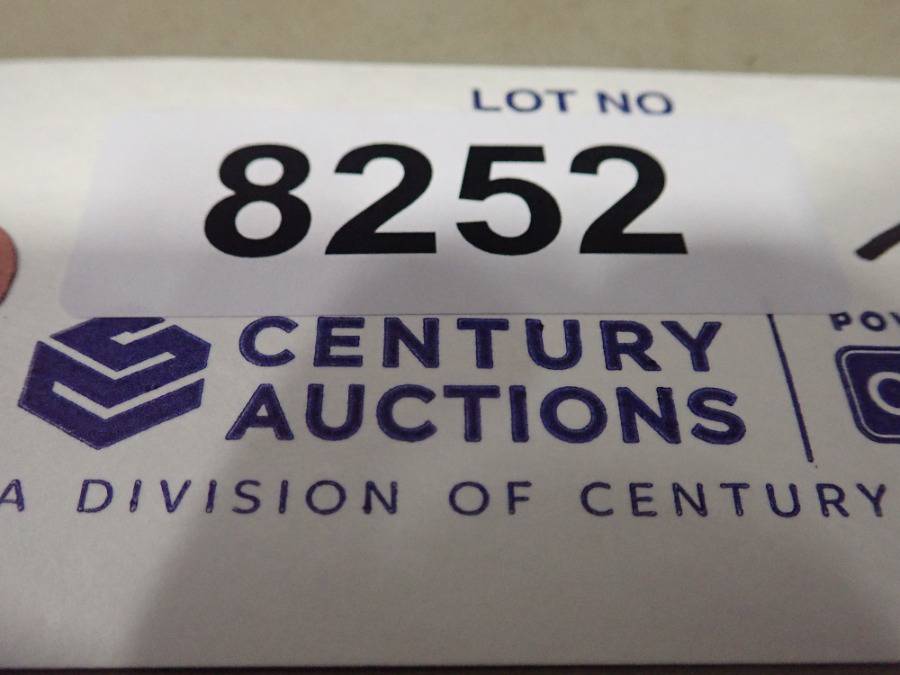 LOT NO
8252
CENTURY
AUCTIONS
A DIVISION OF CENTURY